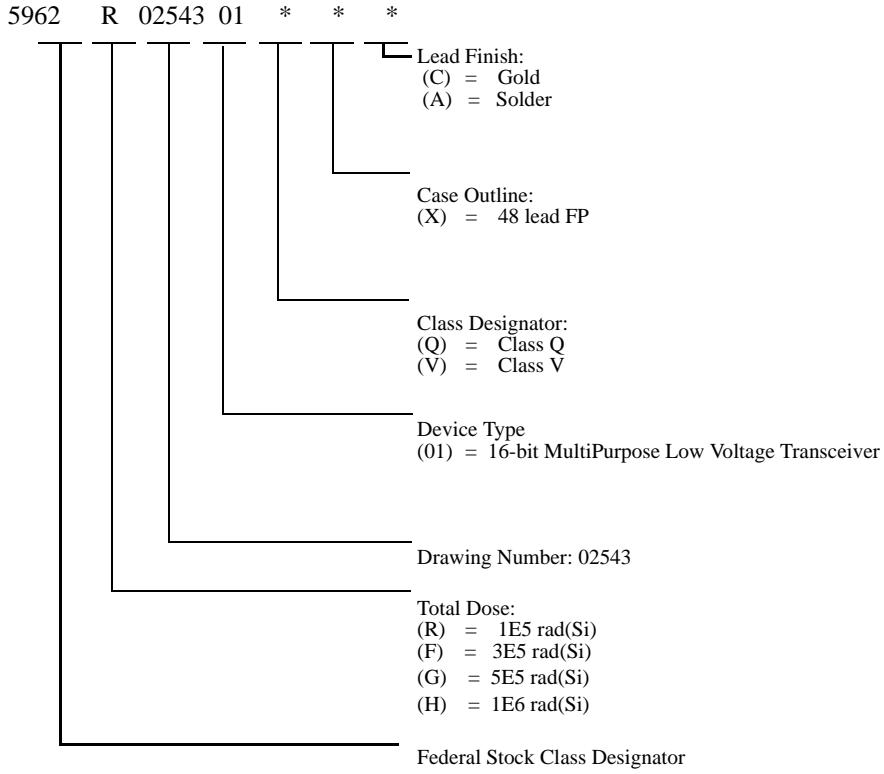 5962 R 02543 01 * * *
Lead Finish:
(C) = Gold
(A) = Solder
Case Outline:
(X) = 48 lead FP
Class Designator:
(Q) = Class Q
(V) = Class V
Device Type
(01) = 16-bit MultiPurpose Low Voltage Transceiver
Drawing Number: 02543
Total Dose:
(R) = 1E5 rad(Si)
(F) = 3E5 rad(Si)
(G) = 5E5 rad(Si)
(H) = 1E6 rad(Si)
Federal Stock Class Designator